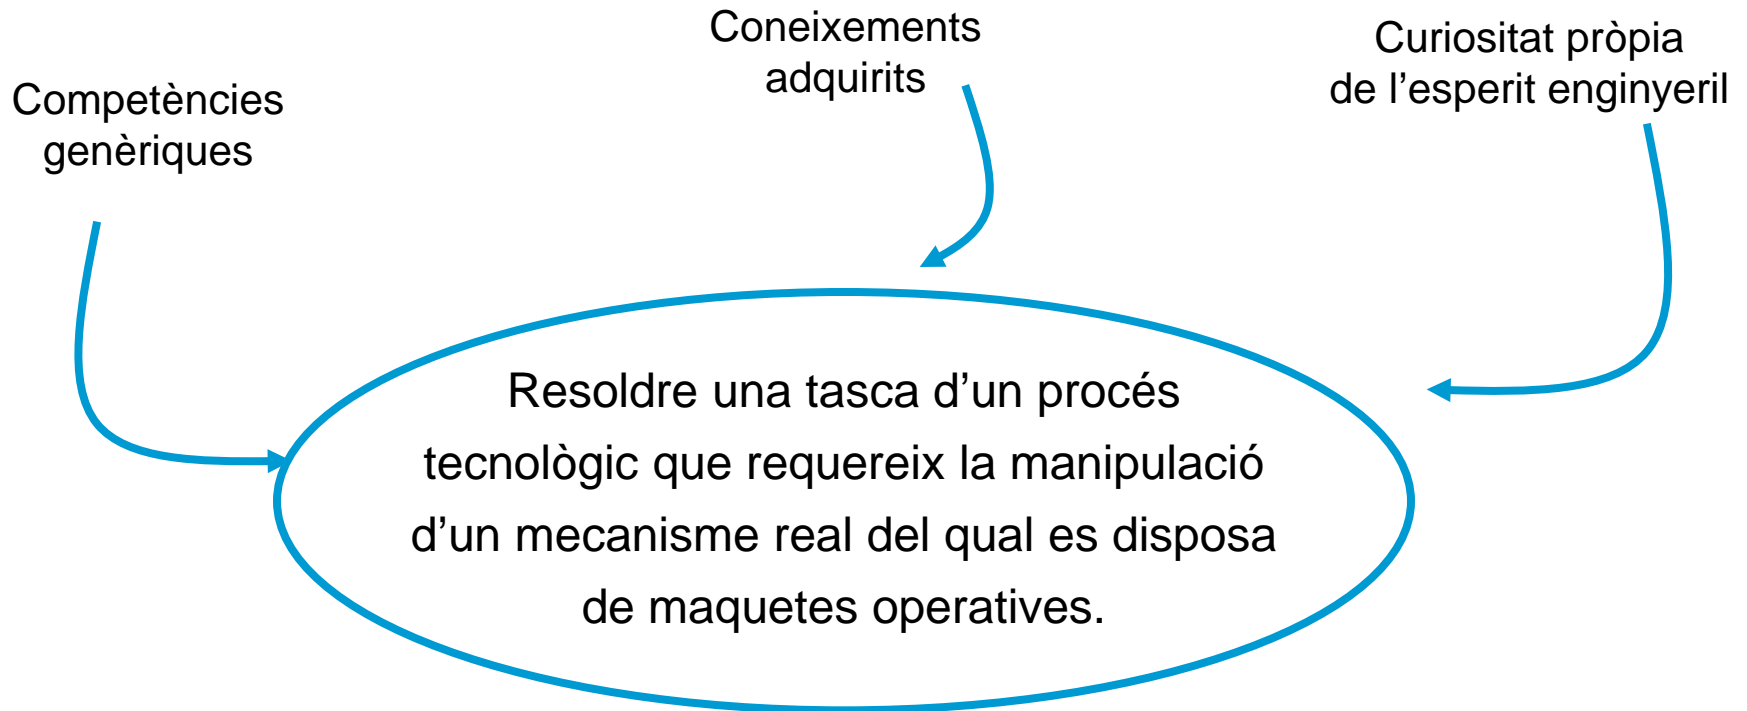 Coneixements
adquirits
Curiositat pròpia
de l’esperit enginyeril
Competències
genèriques
Resoldre una tasca d’un procés
tecnològic que requereix la manipulació
d’un mecanisme real del qual es disposa
de maquetes operatives.